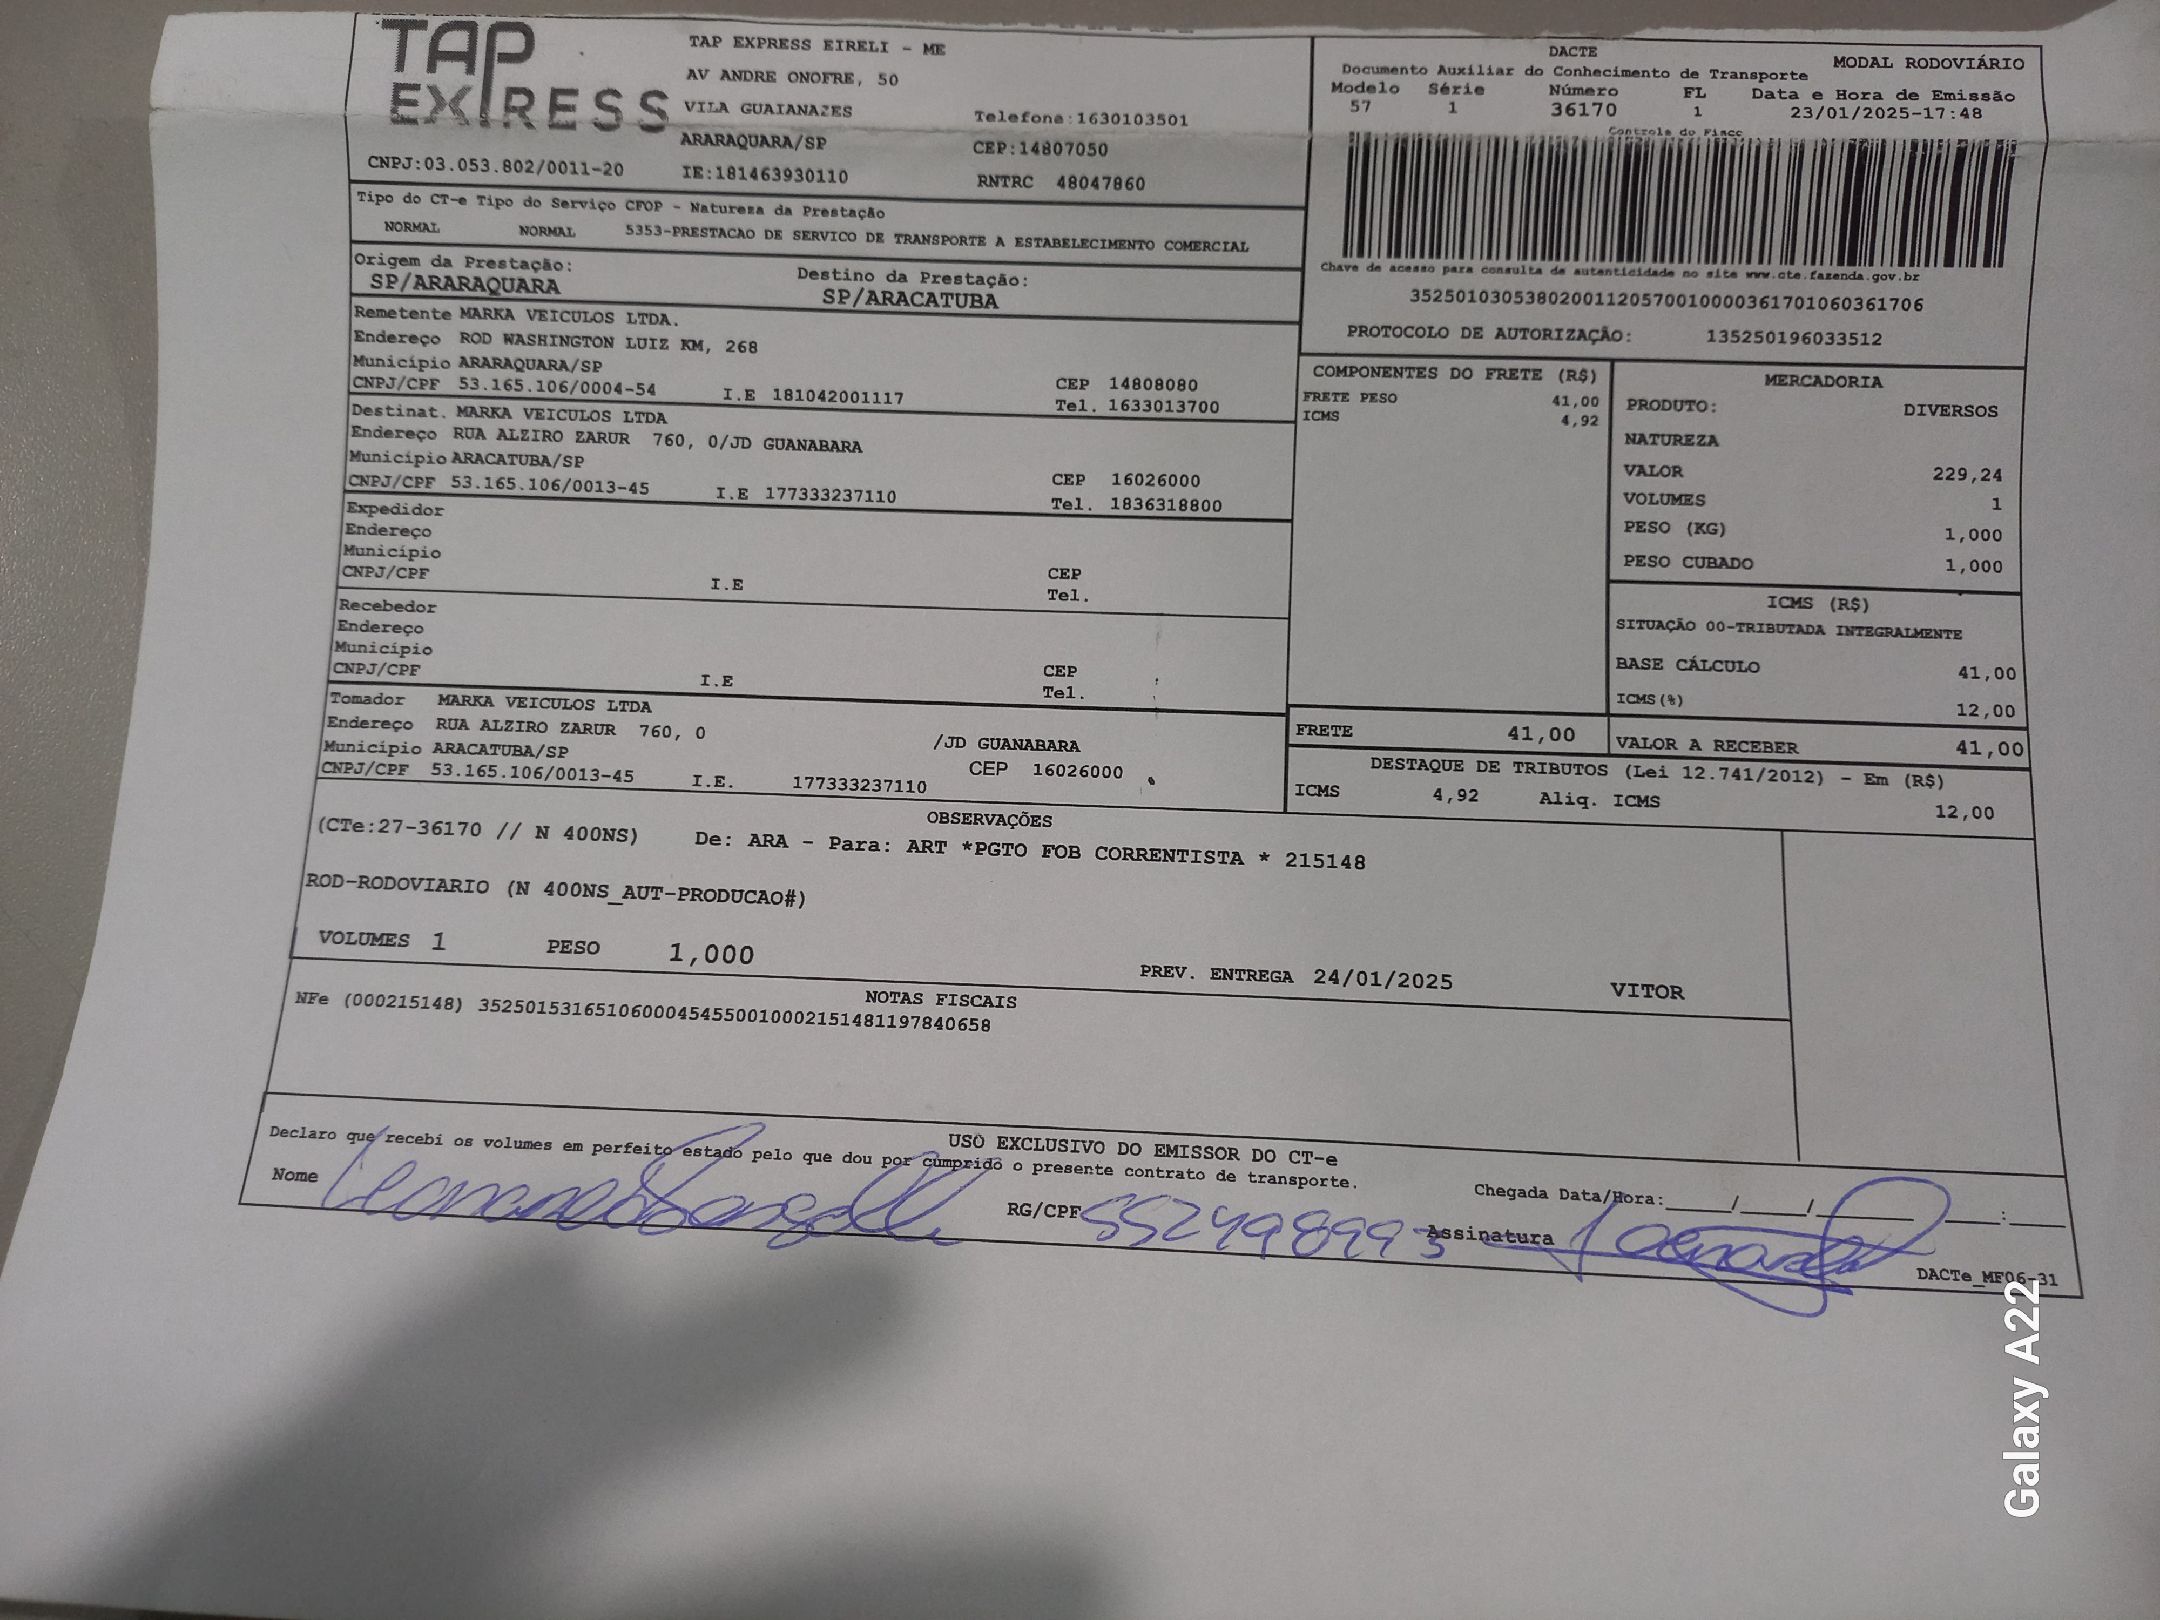 TAP EXPRESS
TAP EXPRESS EIRELI - ME
AV ANDRE ONOFRE, 50
VILA GUAIANAZES Telefone:1630103501
ARARAQUARA/SP CEP:14807050
CNPJ:03.053.802/0011-20 IE:181463930110 RNTRC 48047860
DACTE MODAL RODOVIÁRIO
Documento Auxiliar do Conhecimento de Transporte
Modelo Série Número FL Data e Hora de Emissão
57 1 36170 1 23/01/2025-17:48
Controle do Fisco
Chave de acesso para consulta de autenticidade no site www.cte.fazenda.gov.br
35250103053802001120570010000361701060361706
PROTOCOLO DE AUTORIZAÇÃO: 135250196033512
Tipo do CT-e Tipo do Serviço CFOP - Natureza da Prestação
NORMAL NORMAL 5353-PRESTACAO DE SERVICO DE TRANSPORTE A ESTABELECIMENTO COMERCIAL
Origem da Prestação: Destino da Prestação:
SP/ARARAQUARA SP/ARACATUBA
Remetente MARKA VEICULOS LTDA.
Endereço ROD WASHINGTON LUIZ KM, 268
Município ARARAQUARA/SP CEP 14808080
CNPJ/CPF 53.165.106/0004-54 I.E 181042001117 Tel. 1633013700
Destinat. MARKA VEICULOS LTDA
Endereço RUA ALZIRO ZARUR 760, 0/JD GUANABARA
Município ARACATUBA/SP CEP 16026000
CNPJ/CPF 53.165.106/0013-45 I.E 177333237110 Tel. 1836318800
Expedidor
Endereço
Município CEP
CNPJ/CPF I.E Tel.
Recebedor
Endereço
Município CEP
CNPJ/CPF I.E Tel.
Tomador MARKA VEICULOS LTDA
Endereço RUA ALZIRO ZARUR 760, 0 /JD GUANABARA
Município ARACATUBA/SP CEP 16026000
CNPJ/CPF 53.165.106/0013-45 I.E. 177333237110
COMPONENTES DO FRETE (R$)
FRETE PESO 41,00
ICMS 4,92
MERCADORIA
PRODUTO: DIVERSOS
NATUREZA
VALOR 229,24
VOLUMES 1
PESO (KG) 1,000
PESO CUBADO 1,000
ICMS (R$)
SITUAÇÃO 00-TRIBUTADA INTEGRALMENTE
BASE CÁLCULO 41,00
ICMS(%) 12,00
FRETE 41,00 VALOR A RECEBER 41,00
DESTAQUE DE TRIBUTOS (Lei 12.741/2012) - Em (R$)
ICMS 4,92 Aliq. ICMS 12,00
OBSERVAÇÕES
(CTe:27-36170 // N 400NS) De: ARA - Para: ART *PGTO FOB CORRENTISTA * 215148
ROD-RODOVIARIO (N 400NS_AUT-PRODUCAO#)
VOLUMES 1 PESO 1,000 PREV. ENTREGA 24/01/2025 VITOR
NOTAS FISCAIS
NFe (000215148) 35250153165106000454550010002151481197840658
USO EXCLUSIVO DO EMISSOR DO CT-e
Declaro que recebi os volumes em perfeito estado pelo que dou por cumprido o presente contrato de transporte.
Nome RG/CPF 552498993 Chegada Data/Hora:_____/_____/_______ ____:____
Assinatura
DACTe_MF06-31
Galaxy A22